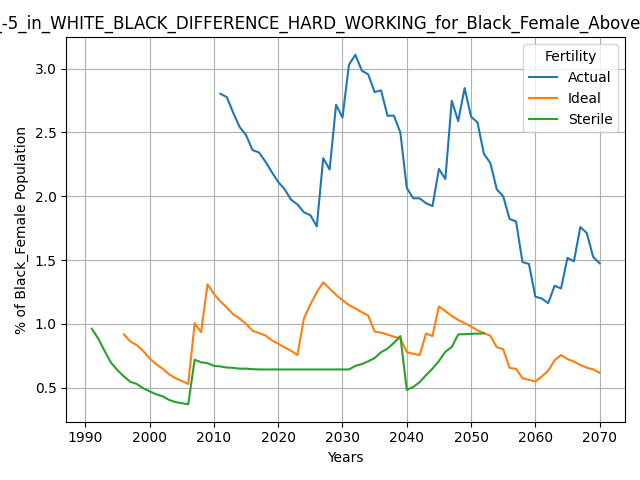 _-5_in_WHITE_BLACK_DIFFERENCE_HARD_WORKING_for_Black_Female_Above
Fertility
Actual
Ideal
Sterile
% of Black_Female Population
3.0
2.5
2.0
1.5
1.0
0.5
1990 2000 2010 2020 2030 2040 2050 2060 2070
Years